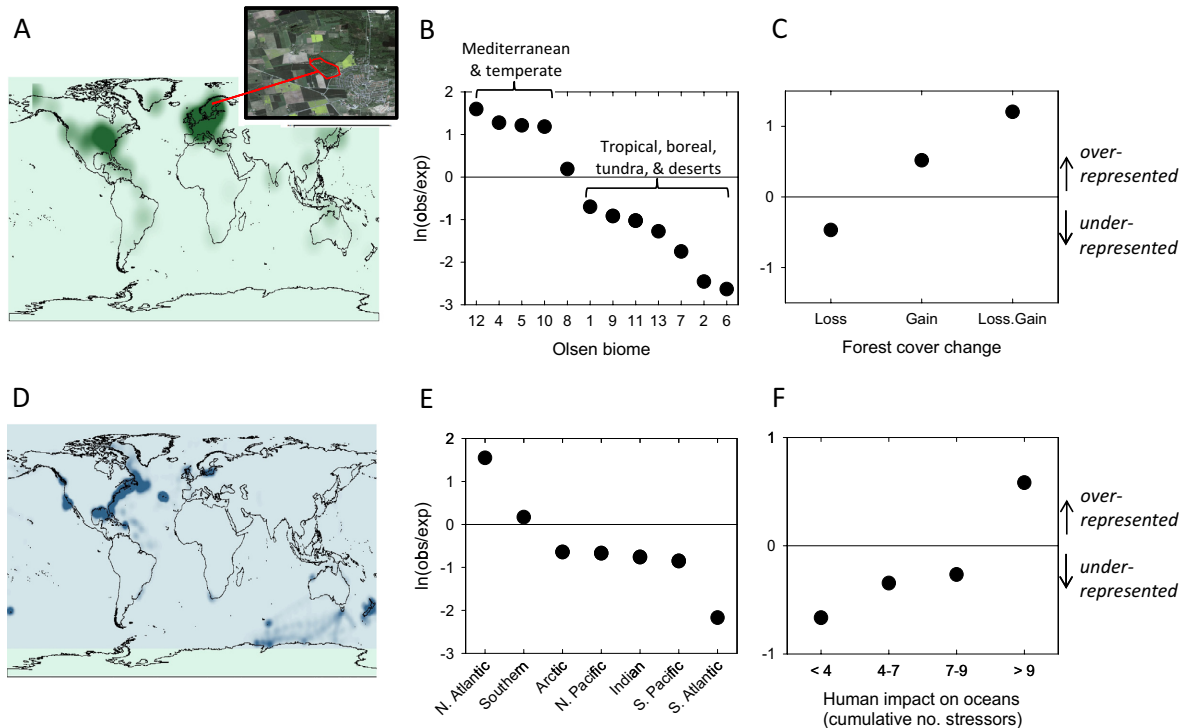 A
B
Mediterranean
& temperate
Tropical, boreal,
tundra, & deserts
ln(obs/exp)
2
1
0
-1
-2
-3
12 4 5 10 8 1 9 11 13 7 2 6
Olsen biome
C
1
0
-1
Loss Gain Loss.Gain
Forest cover change
over-
represented
under-
represented
D
E
ln(obs/exp)
2
1
0
-1
-2
-3
N. Atlantic
Southern
Arctic
N. Pacific
Indian
S. Pacific
S. Atlantic
F
1
0
-1
< 4 4-7 7-9 > 9
Human impact on oceans
(cumulative no. stressors)
over-
represented
under-
represented